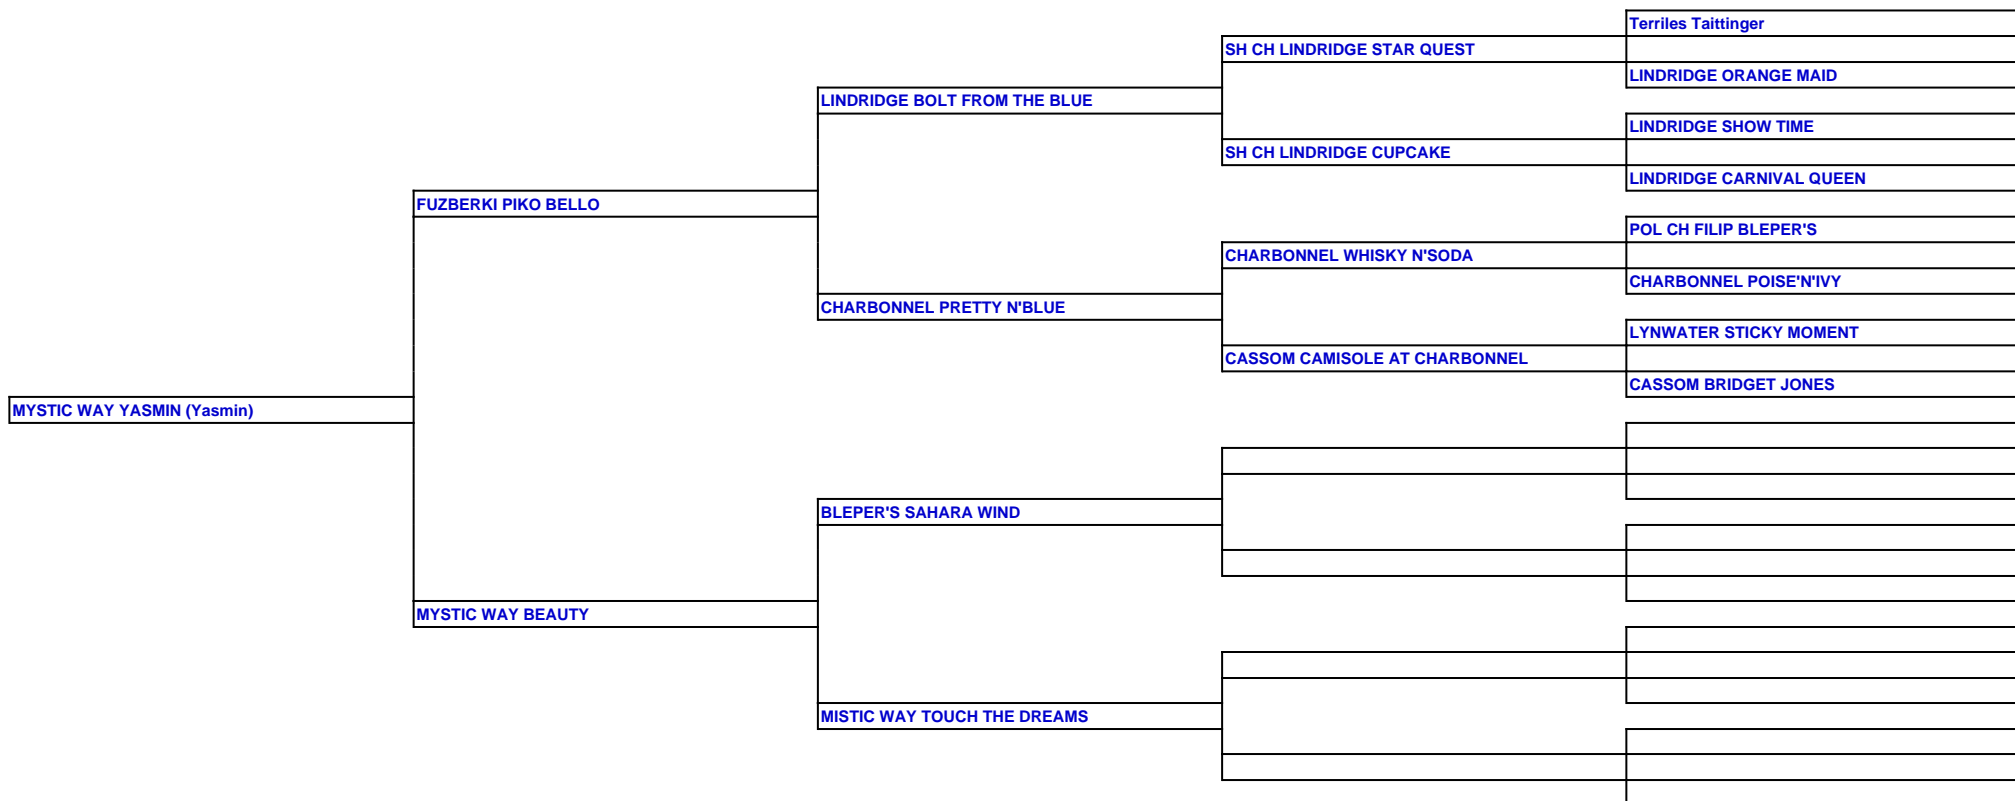 Terriles Taittinger
SH CH LINDRIDGE STAR QUEST
LINDRIDGE ORANGE MAID
LINDRIDGE BOLT FROM THE BLUE
LINDRIDGE SHOW TIME
SH CH LINDRIDGE CUPCAKE
LINDRIDGE CARNIVAL QUEEN
FUZBERKI PIKO BELLO
POL CH FILIP BLEPER'S
CHARBONNEL WHISKY N'SODA
CHARBONNEL POISE'N'IVY
CHARBONNEL PRETTY N'BLUE
LYNWATER STICKY MOMENT
CASSOM CAMISOLE AT CHARBONNEL
CASSOM BRIDGET JONES
MYSTIC WAY YASMIN (Yasmin)
BLEPER'S SAHARA WIND
MYSTIC WAY BEAUTY
MISTIC WAY TOUCH THE DREAMS